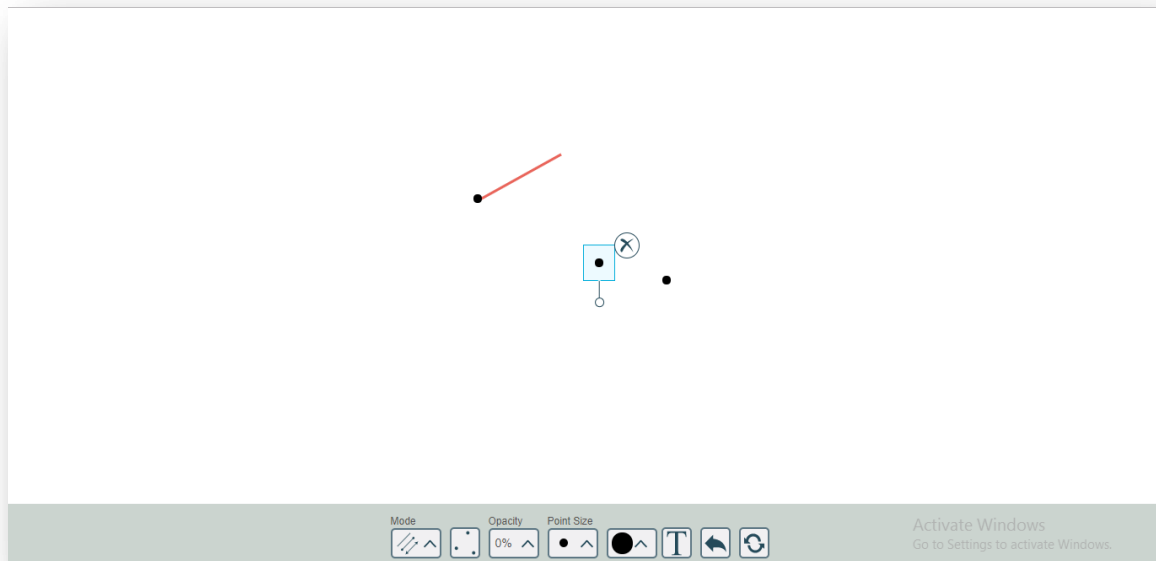 Mode
Opacity
Point Size
0%
T
Activate Windows
Go to Settings to activate Windows.